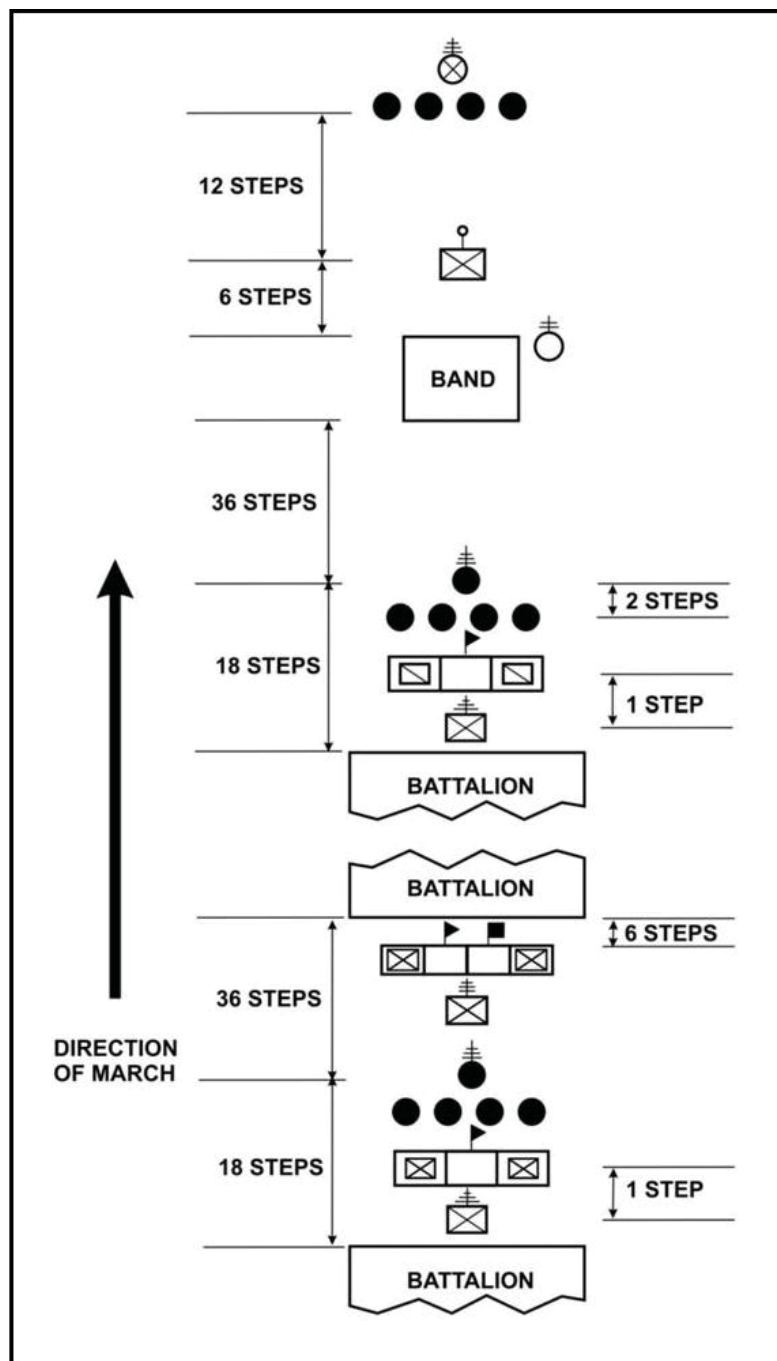 12 STEPS
6 STEPS
BAND
36 STEPS
2 STEPS
18 STEPS
1 STEP
BATTALION
BATTALION
6 STEPS
36 STEPS
DIRECTION
OF MARCH
18 STEPS
1 STEP
BATTALION